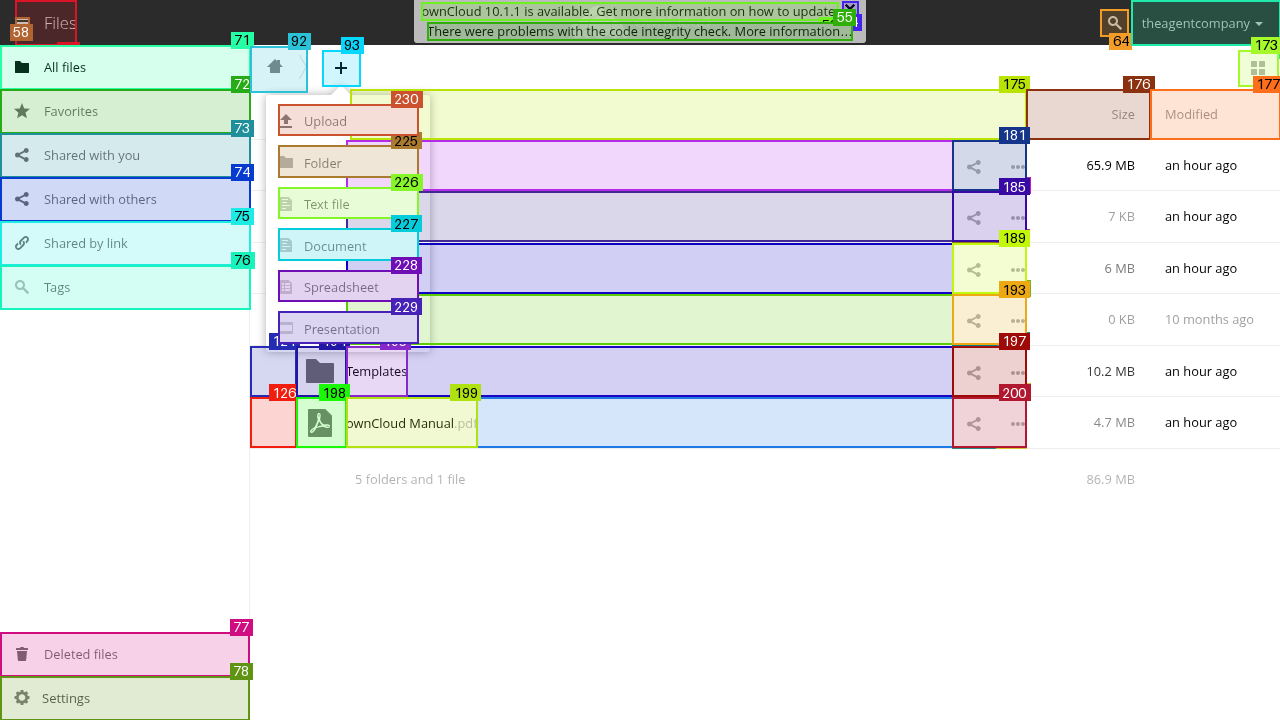 Files
ownCloud 10.1.1 is available. Get more information on how to update
There were problems with the code integrity check. More information...
55
58
64
theagentcompany
71
92
93
173
All files
72
175
176
177
Favorites
230
Upload
Size
Modified
73
225
181
Shared with you
Folder
65.9 MB
an hour ago
74
226
185
Shared with others
Text file
7 KB
an hour ago
75
227
189
Shared by link
Document
6 MB
an hour ago
76
228
193
Tags
Spreadsheet
0 KB
10 months ago
229
Presentation
197
Templates
10.2 MB
an hour ago
126
198
199
200
ownCloud Manual.pdf
4.7 MB
an hour ago
5 folders and 1 file
86.9 MB
77
Deleted files
78
Settings